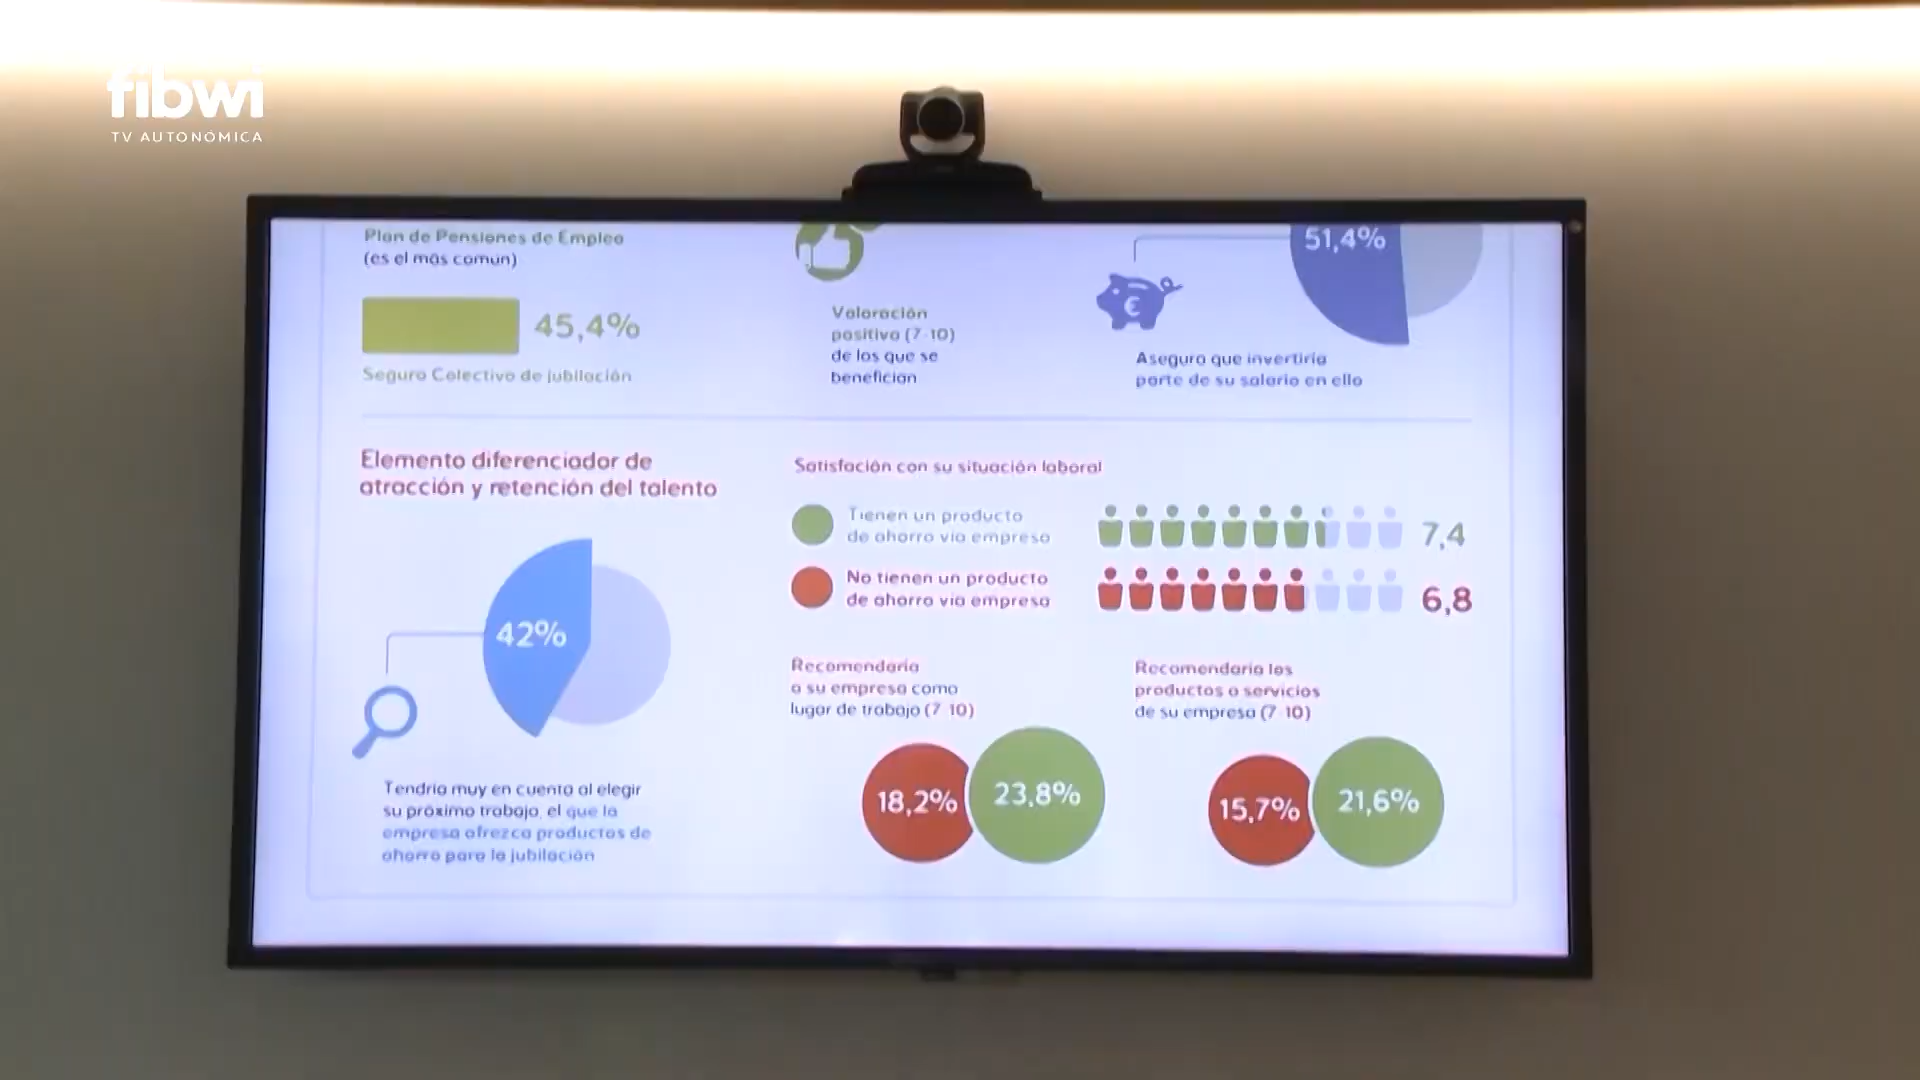 fibwi
TV AUTONÓMICA
Plan de Pensiones de Empleo
(es el más común)
45,4%
Seguro Colectivo de jubilación
Valoración
positiva (7-10)
de los que se
benefician
51,4%
€
Asegura que invertiría
parte de su salario en ello
Elemento diferenciador de
atracción y retención del talento
42%
Tendría muy en cuenta al elegir
su próximo trabajo, el que la
empresa ofrezca productos de
ahorro para la jubilación
Satisfación con su situación laboral
Tienen un producto
de ahorro vía empresa
7,4
No tienen un producto
de ahorro vía empresa
6,8
Recomendaría
a su empresa como
lugar de trabajo (7-10)
18,2%
23,8%
Recomendaría los
productos o servicios
de su empresa (7-10)
15,7%
21,6%